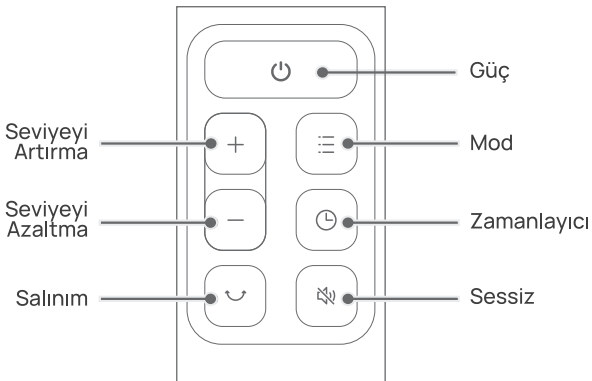 Güç
Seviyeyi
Artırma
Mod
Seviyeyi
Azaltma
Zamanlayıcı
Salınım
Sessiz